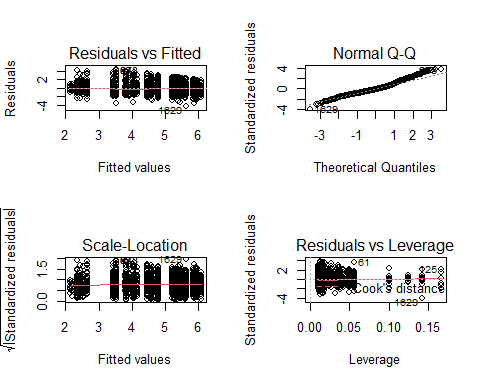 Residuals vs Fitted
Residuals
2
-4
1629
2 3 4 5 6
Fitted values
Normal Q-Q
Standardized residuals
4
2
0
-4
1629
-3 -1 0 1 2 3
Theoretical Quantiles
Scale-Location
√|Standardized residuals|
1.5
0.0
1629
2 3 4 5 6
Fitted values
Residuals vs Leverage
Standardized residuals
2
-4
61
Cook's distance
1629
0.00 0.05 0.10 0.15
Leverage